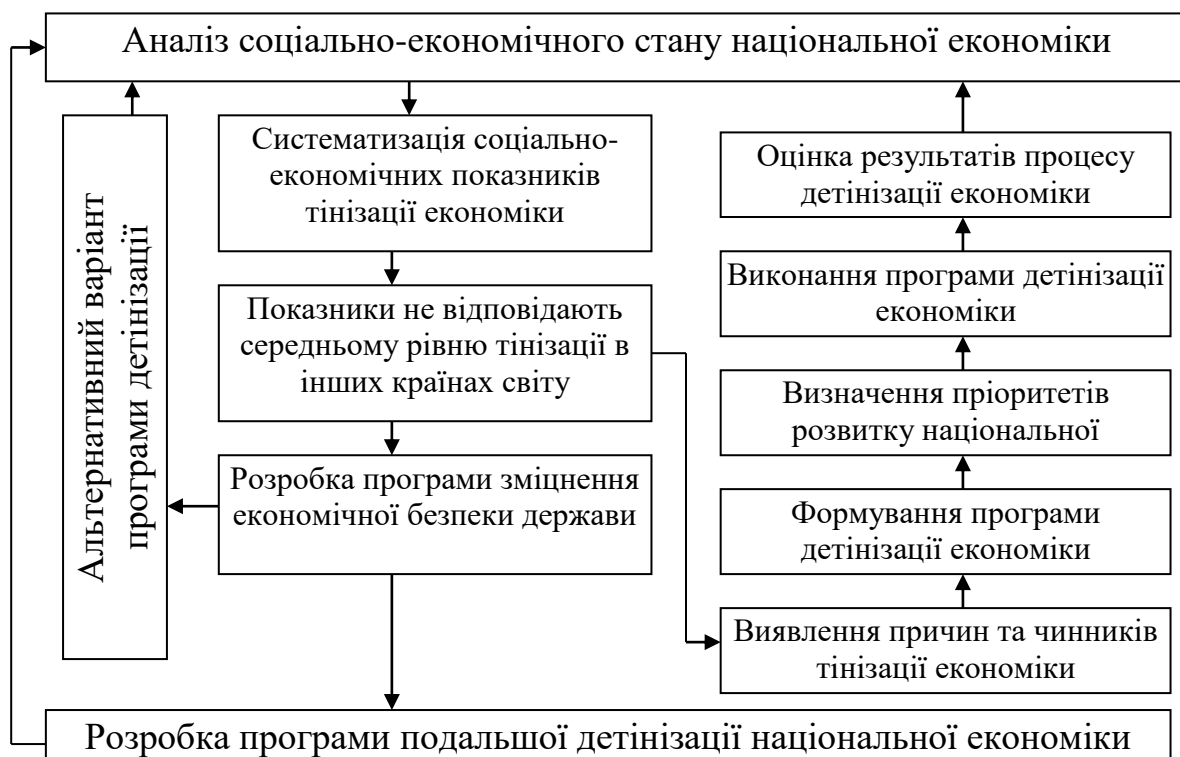 Аналіз соціально-економічного стану національної економіки
Альтернативний варіант
програми детінізації
Систематизація соціально-
економічних показників
тінізації економіки
Показники не відповідають
середньому рівню тінізації в
інших країнах світу
Розробка програми зміцнення
економічної безпеки держави
Оцінка результатів процесу
детінізації економіки
Виконання програми детінізації
економіки
Визначення пріоритетів
розвитку національної
Формування програми
детінізації економіки
Виявлення причин та чинників
тінізації економіки
Розробка програми подальшої детінізації національної економіки